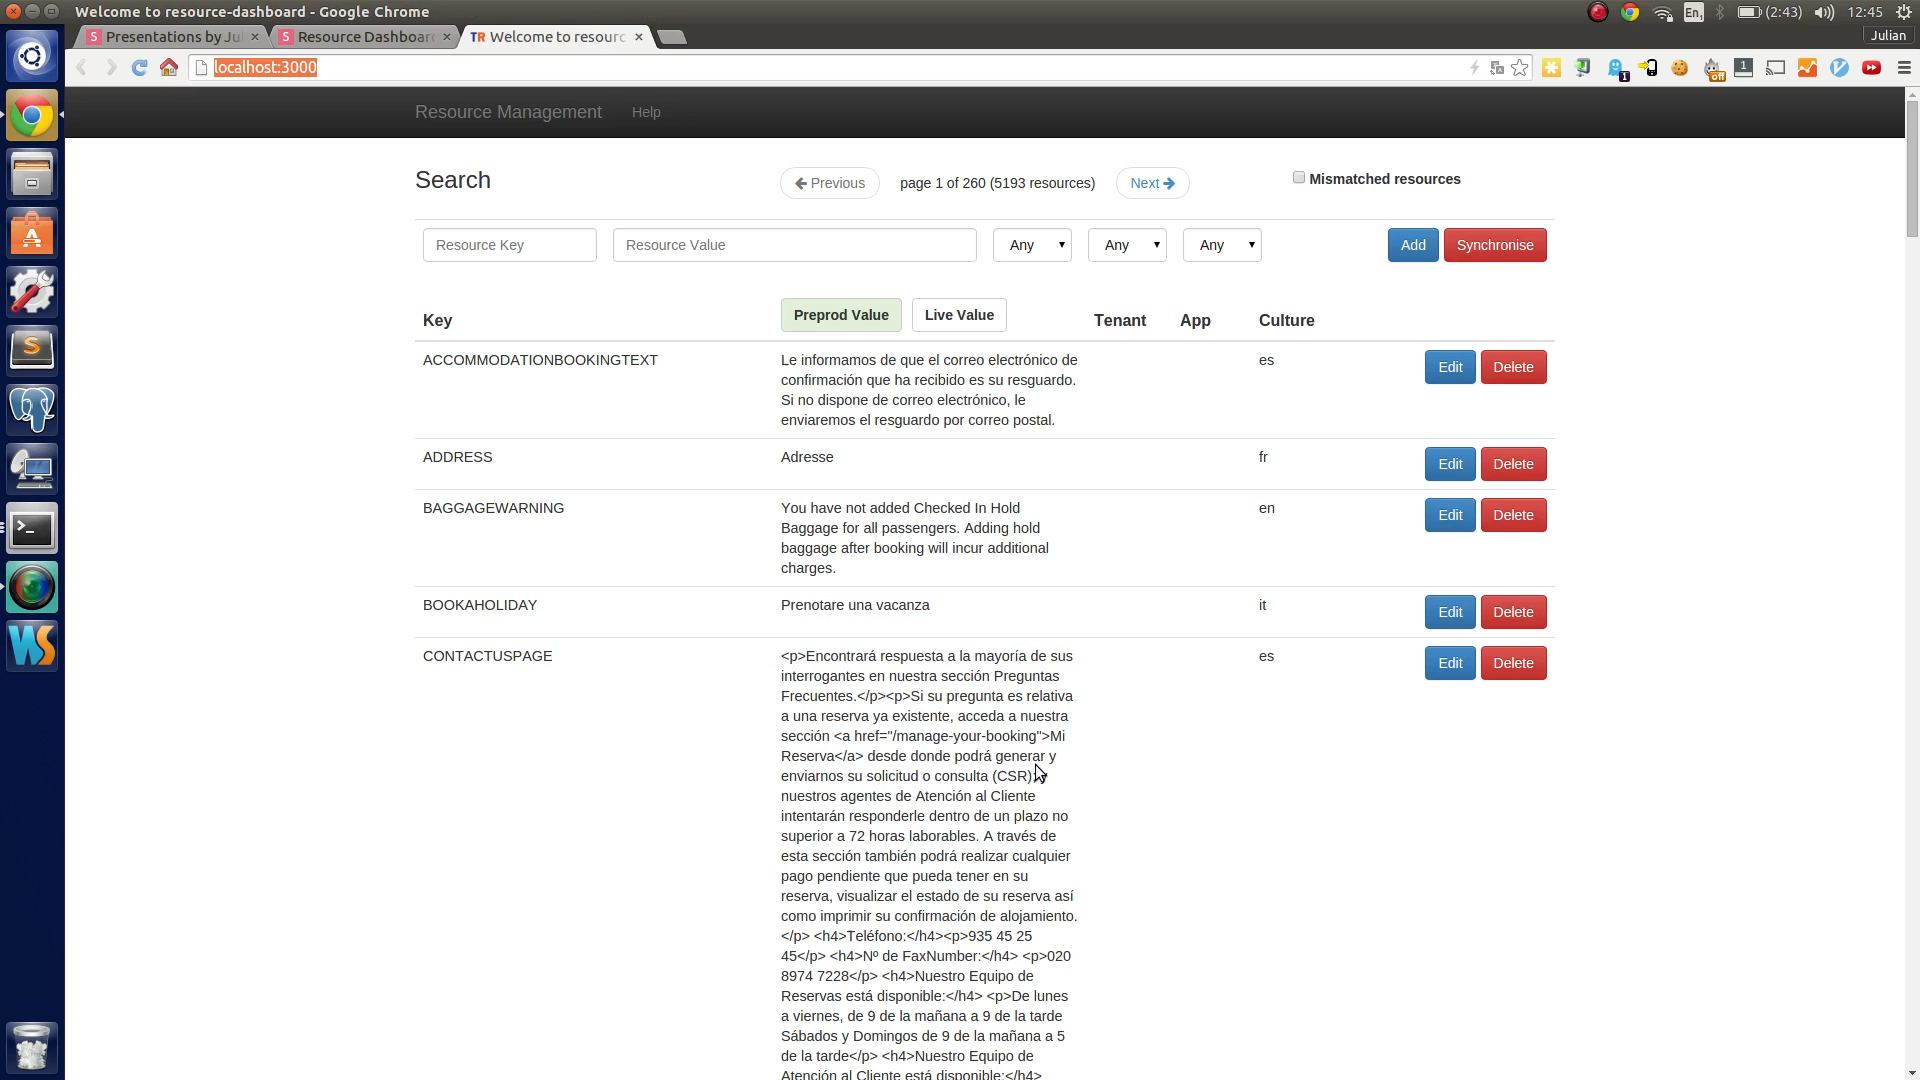 Welcome to resource-dashboard - Google Chrome
En1
(2:43)
12:45
Presentations by Jul
Resource Dashboar
TR Welcome to resourc
Julian
localhost:3000
Resource Management
Help
Search
Previous
page 1 of 260 (5193 resources)
Next
Mismatched resources
Resource Key
Resource Value
Any
Any
Any
Add
Synchronise
Key
Preprod Value
Live Value
Tenant
App
Culture
ACCOMMODATIONBOOKINGTEXT
Le informamos de que el correo electrónico de
confirmación que ha recibido es su resguardo.
Si no dispone de correo electrónico, le
enviaremos el resguardo por correo postal.
es
Edit
Delete
ADDRESS
Adresse
fr
Edit
Delete
BAGGAGEWARNING
You have not added Checked In Hold
Baggage for all passengers. Adding hold
baggage after booking will incur additional
charges.
en
Edit
Delete
BOOKAHOLIDAY
Prenotare una vacanza
it
Edit
Delete
CONTACTUSPAGE
<p>Encontrará respuesta a la mayoría de sus
interrogantes en nuestra sección Preguntas
Frecuentes.</p><p>Si su pregunta es relativa
a una reserva ya existente, acceda a nuestra
sección <a href="/manage-your-booking">Mi
Reserva</a> desde donde podrá generar y
enviarnos su solicitud o consulta (CSR)
nuestros agentes de Atención al Cliente
intentarán responderle dentro de un plazo no
superior a 72 horas laborables. A través de
esta sección también podrá realizar cualquier
pago pendiente que pueda tener en su
reserva, visualizar el estado de su reserva así
como imprimir su confirmación de alojamiento.
</p> <h4>Teléfono:</h4><p>935 45 25
45</p> <h4>Nº de FaxNumber:</h4> <p>020
8974 7228</p> <h4>Nuestro Equipo de
Reservas está disponible:</h4> <p>De lunes
a viernes, de 9 de la mañana a 9 de la tarde
Sábados y Domingos de 9 de la mañana a 5
de la tarde</p> <h4>Nuestro Equipo de
Atención al Cliente está disponible:</h4>
es
Edit
Delete